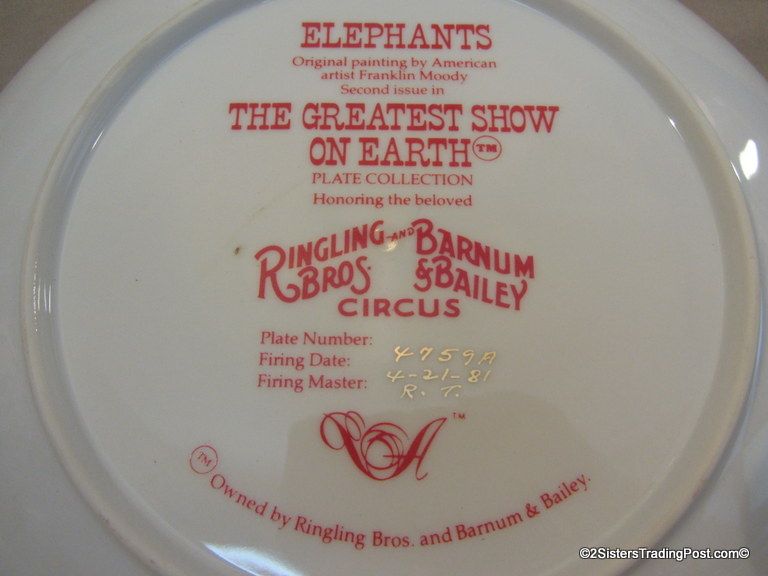 ELEPHANTS
Original painting by American
artist Franklin Moody
Second issue in
THE GREATEST SHOW
ON EARTH TM
PLATE COLLECTION
Honoring the beloved
RINGLING AND BARNUM
BROS. & BAILEY
CIRCUS
Plate Number: 4759A
Firing Date: 4-21-81
Firing Master: R. T.
TM
TM Owned by Ringling Bros. and Barnum & Bailey.
©2SistersTradingPost.com